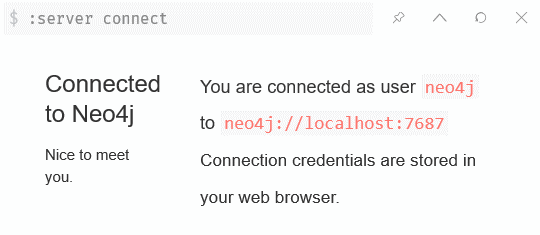 $ :server connect
Connected
to Neo4j
Nice to meet
you.
You are connected as user neo4j
to neo4j://localhost:7687
Connection credentials are stored in
your web browser.